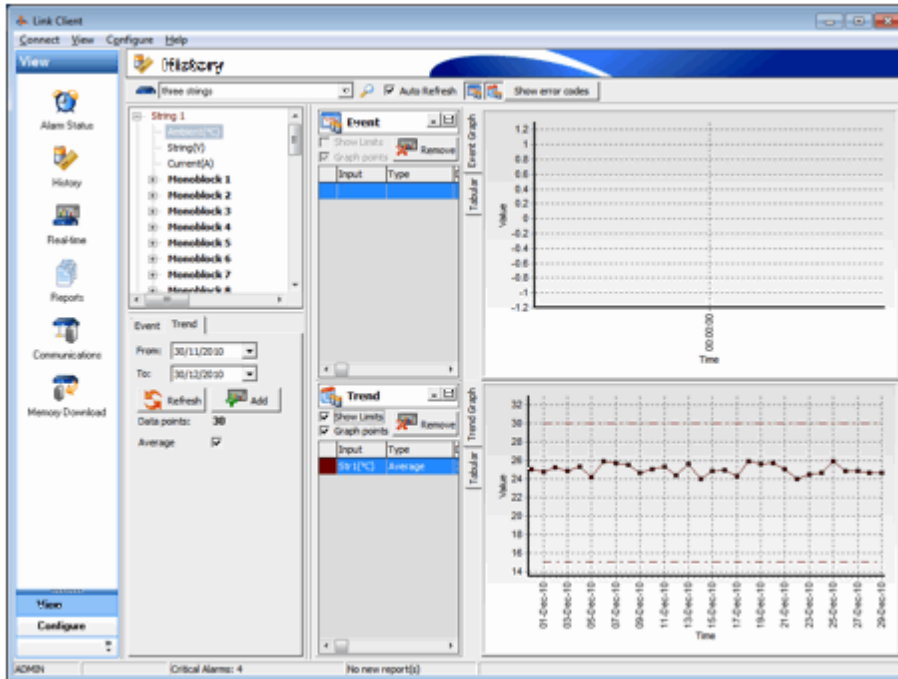 Link Client
Connect View Configure Help
View
History
three strings
Auto Refresh
Show error codes
Alarm Status
History
Real-time
Reports
Communications
Memory Download
View
Configure
String 1
Ambient(°C)
String(V)
Current(A)
Monoblock 1
Monoblock 2
Monoblock 3
Monoblock 4
Monoblock 5
Monoblock 6
Monoblock 7
Monoblock 8
Event Trend
From: 30/11/2010
To: 30/12/2010
Refresh Add
Data points: 30
Average
Event
Show Limits
Graph points
Remove
Input Type
Trend
Show Limits
Graph points
Remove
Input Type
Str1(°C) Average
Event Graph
Tabular
Trend Graph
Tabular
Value
1.2
1
0.8
0.6
0.4
0.2
0
-0.2
-0.4
-0.6
-0.8
-1
-1.2
00:00:00
Time
Value
32
30
28
26
24
22
20
18
16
14
01-Dec-10
03-Dec-10
05-Dec-10
07-Dec-10
09-Dec-10
11-Dec-10
13-Dec-10
15-Dec-10
17-Dec-10
19-Dec-10
21-Dec-10
23-Dec-10
25-Dec-10
27-Dec-10
29-Dec-10
Time
ADMIN
Critical Alarms: 4
No new report(s)